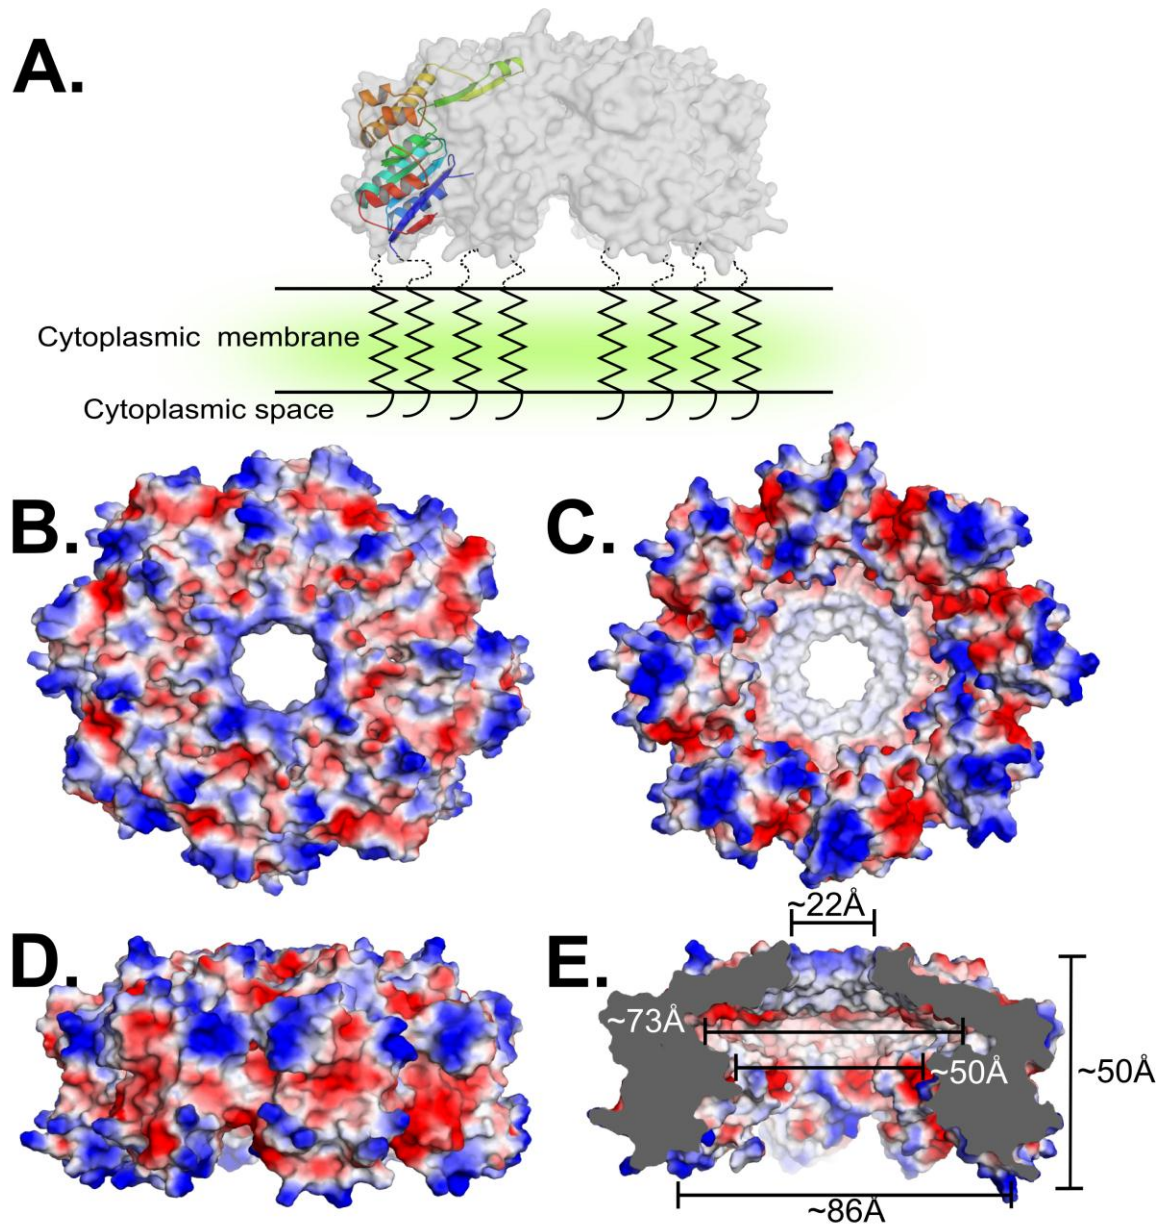 A.
Cytoplasmic membrane
Cytoplasmic space
B.
C.
~22Å
D.
E.
~73Å
~50Å
~50Å
~86Å